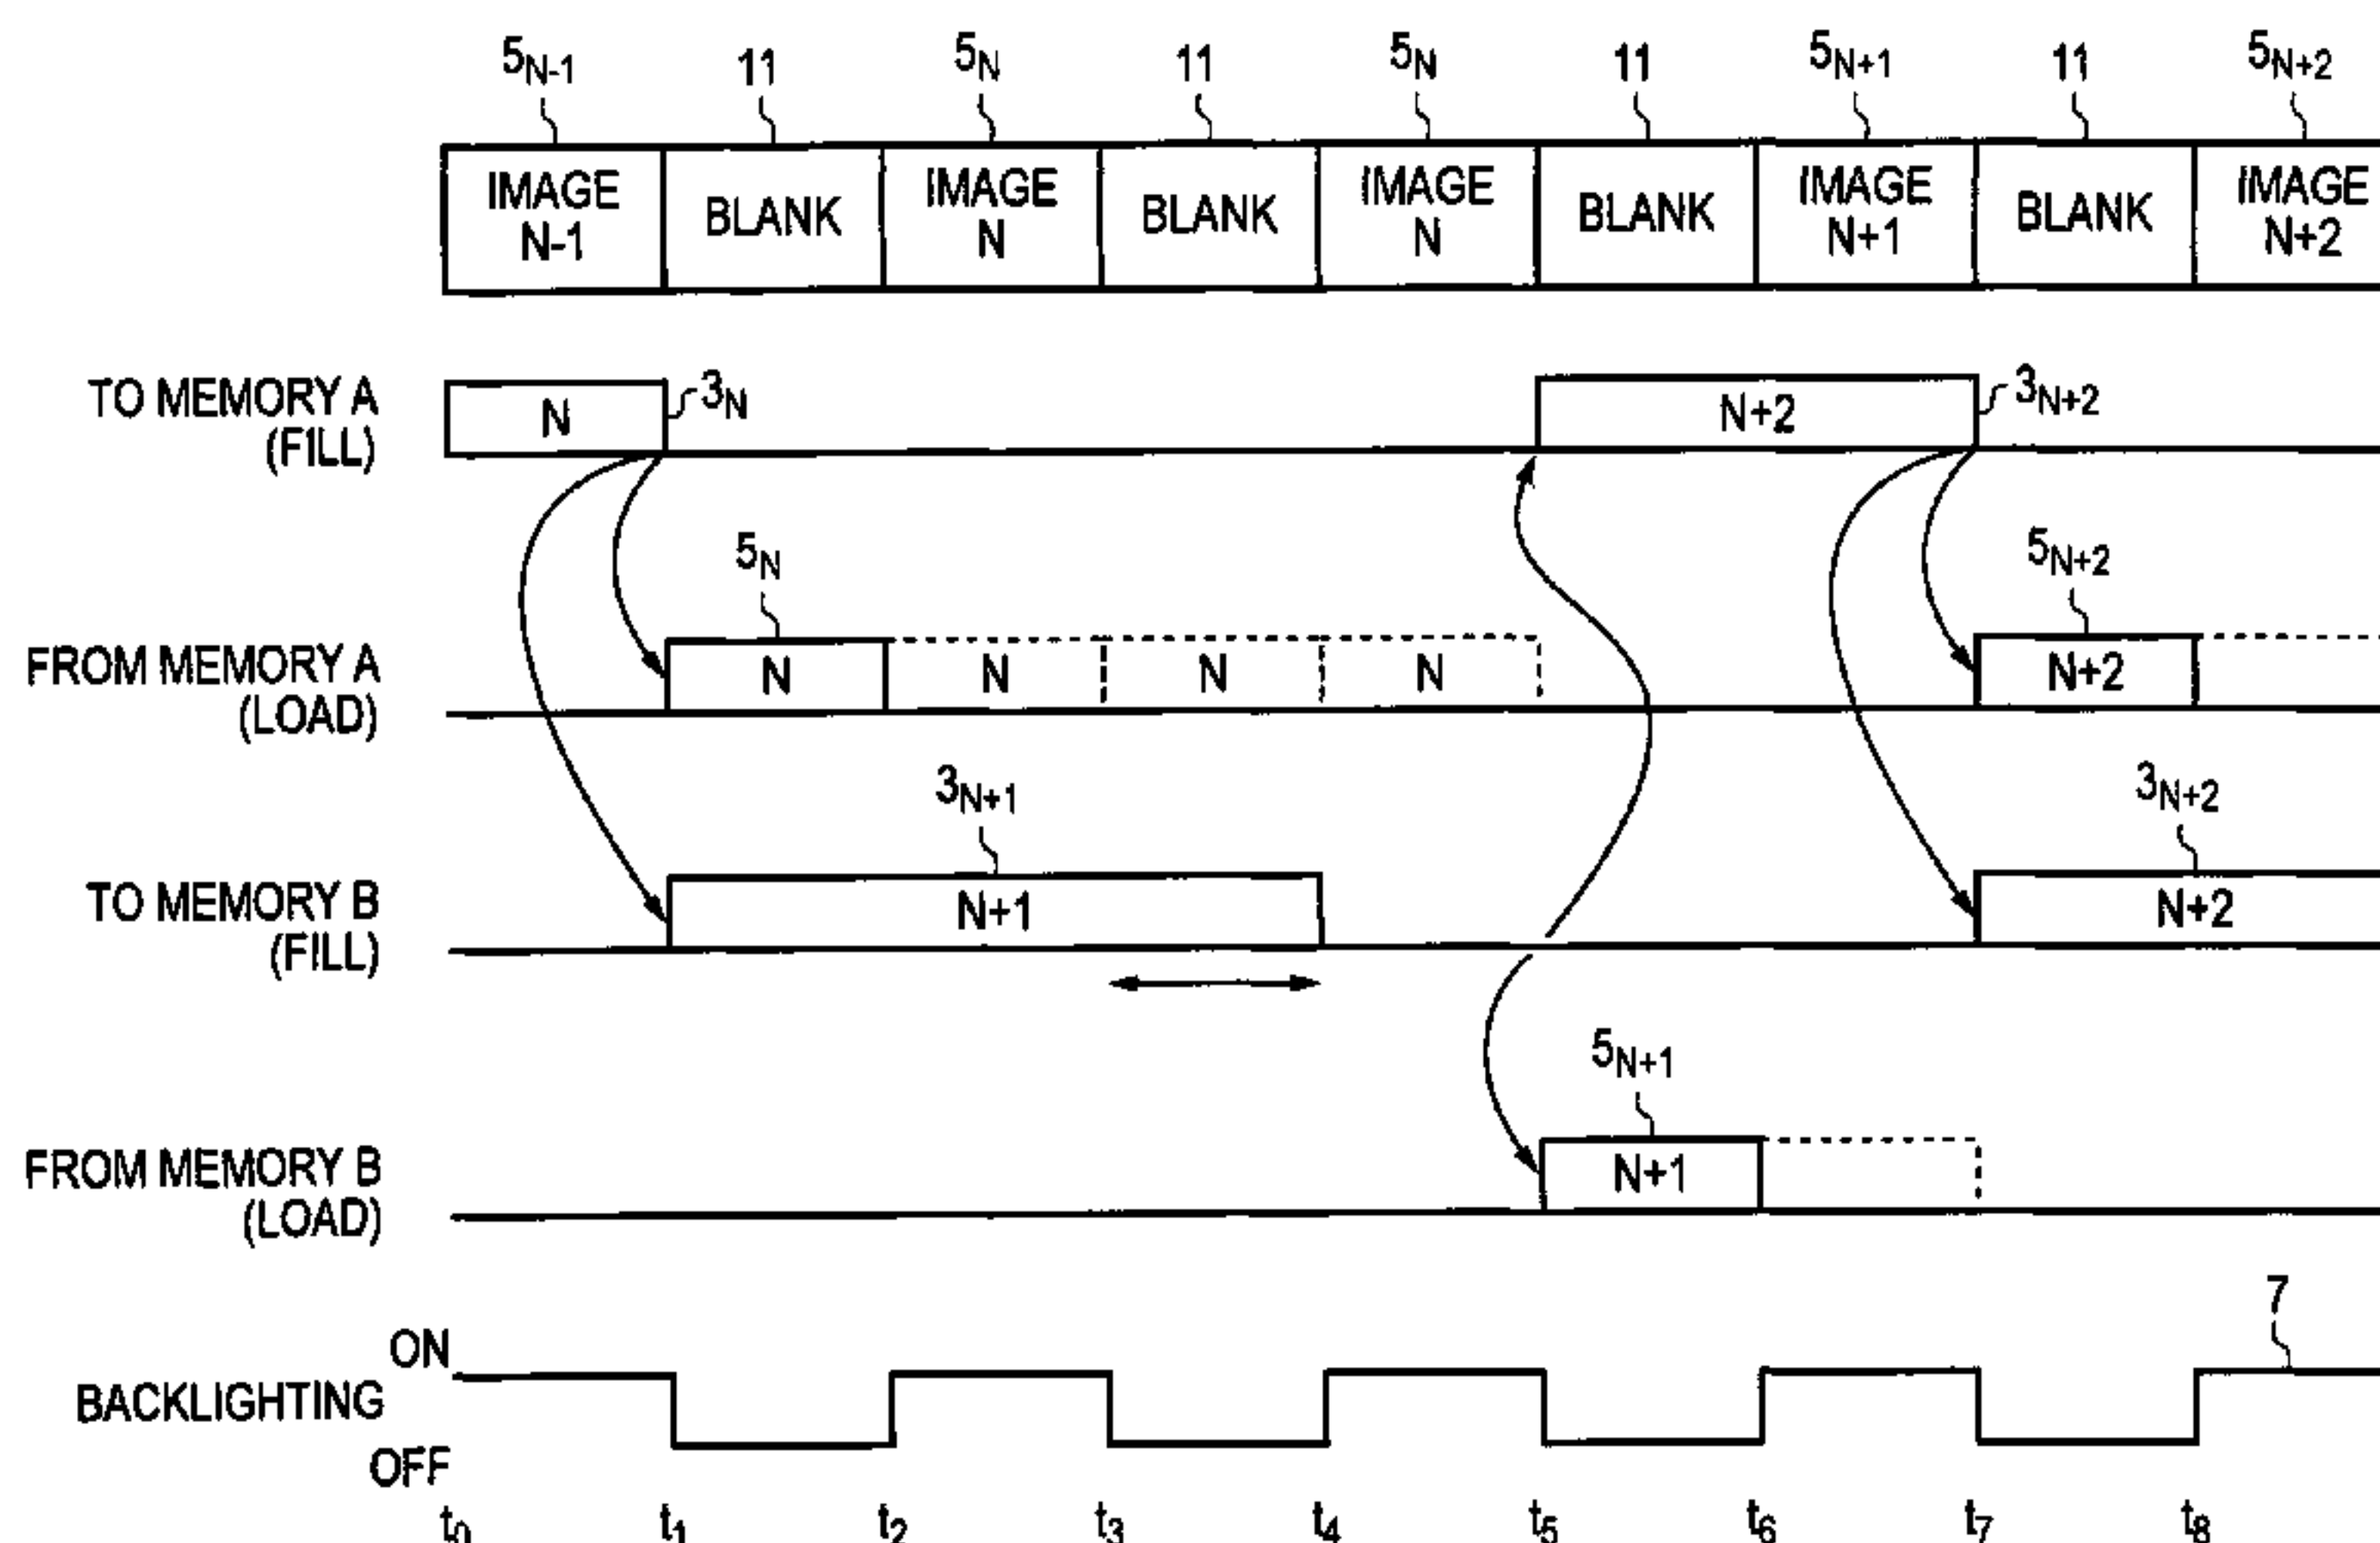 5N-1 11 5N 11 5N 11 5N+1 11 5N+2
IMAGE N-1 BLANK IMAGE N BLANK IMAGE N BLANK IMAGE N+1 BLANK IMAGE N+2
TO MEMORY A
(FILL)
N 3N N+2 3N+2
5N 5N+2
FROM MEMORY A
(LOAD)
N N N N N+2
3N+1 3N+2
TO MEMORY B
(FILL)
N+1 N+2
5N+1
FROM MEMORY B
(LOAD)
N+1
7
ON
BACKLIGHTING
OFF
t0 t1 t2 t3 t4 t5 t6 t7 t8